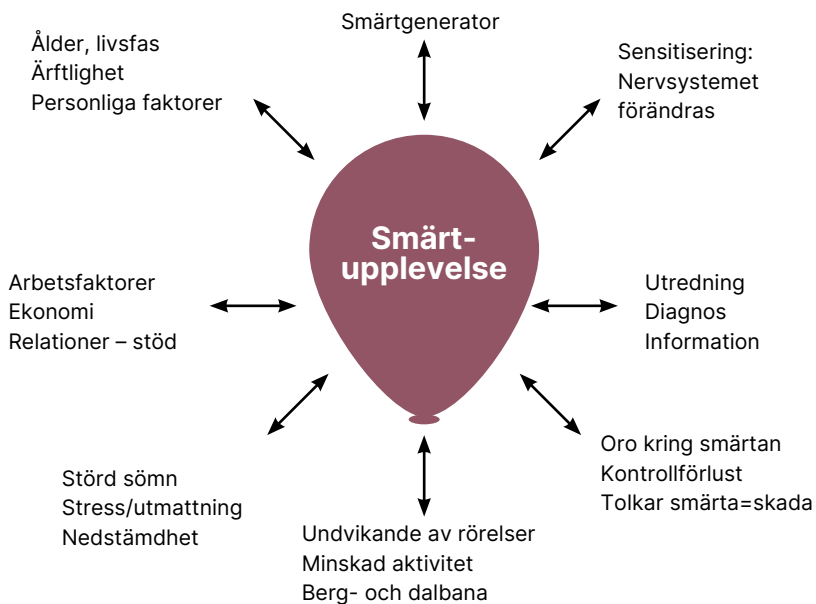 Smärtgenerator
Ålder, livsfas
Ärftlighet
Personliga faktorer
Sensitisering:
Nervsystemet
förändras
Smärt-
upplevelse
Arbetsfaktorer
Ekonomi
Relationer – stöd
Utredning
Diagnos
Information
Störd sömn
Stress/utmattning
Nedstämdhet
Undvikande av rörelser
Minskad aktivitet
Berg- och dalbana
Oro kring smärtan
Kontrollförlust
Tolkar smärta=skada